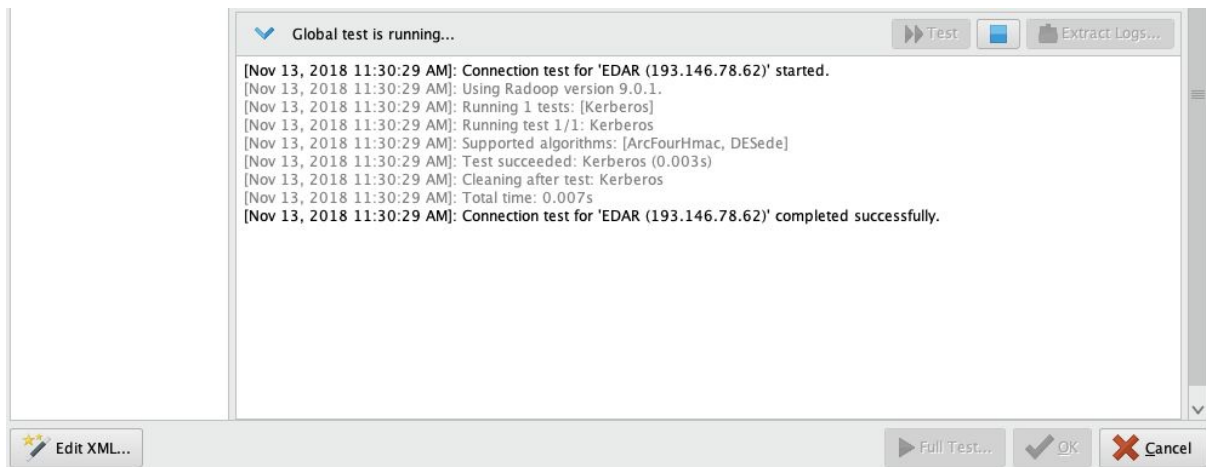 Global test is running...
Test
Extract Logs...
[Nov 13, 2018 11:30:29 AM]: Connection test for 'EDAR (193.146.78.62)' started.
[Nov 13, 2018 11:30:29 AM]: Using Radoop version 9.0.1.
[Nov 13, 2018 11:30:29 AM]: Running 1 tests: [Kerberos]
[Nov 13, 2018 11:30:29 AM]: Running test 1/1: Kerberos
[Nov 13, 2018 11:30:29 AM]: Supported algorithms: [ArcFourHmac, DESede]
[Nov 13, 2018 11:30:29 AM]: Test succeeded: Kerberos (0.003s)
[Nov 13, 2018 11:30:29 AM]: Cleaning after test: Kerberos
[Nov 13, 2018 11:30:29 AM]: Total time: 0.007s
[Nov 13, 2018 11:30:29 AM]: Connection test for 'EDAR (193.146.78.62)' completed successfully.
Edit XML...
Full Test...
OK
Cancel